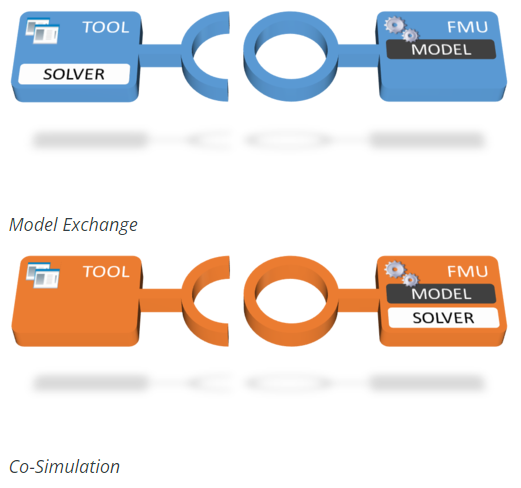 TOOL
SOLVER
FMU
MODEL
Model Exchange
TOOL
FMU
MODEL
SOLVER
Co-Simulation